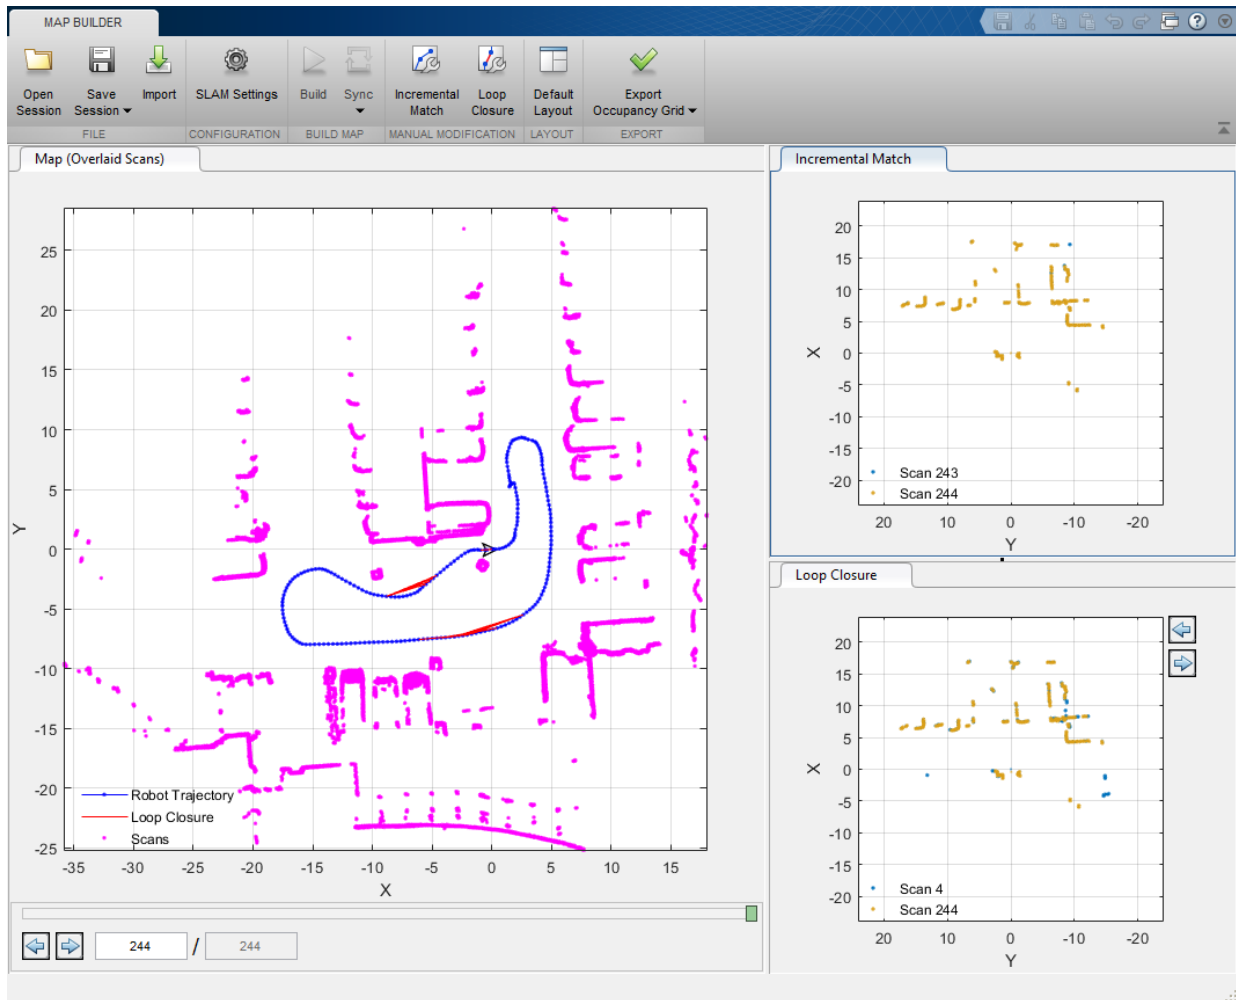 MAP BUILDER
Open Session
Save Session
Import
SLAM Settings
Build
Sync
Incremental Match
Loop Closure
Default Layout
Export Occupancy Grid
FILE
CONFIGURATION
BUILD MAP
MANUAL MODIFICATION
LAYOUT
EXPORT
Map (Overlaid Scans)
25
20
15
10
5
0
-5
-10
-15
-20
-25
Y
-35 -30 -25 -20 -15 -10 -5 0 5 10 15
X
Robot Trajectory
Loop Closure
Scans
244 / 244
Incremental Match
20
15
10
5
0
-5
-10
-15
-20
X
Scan 243
Scan 244
20 10 0 -10 -20
Y
Loop Closure
20
15
10
5
0
-5
-10
-15
-20
X
Scan 4
Scan 244
20 10 0 -10 -20
Y